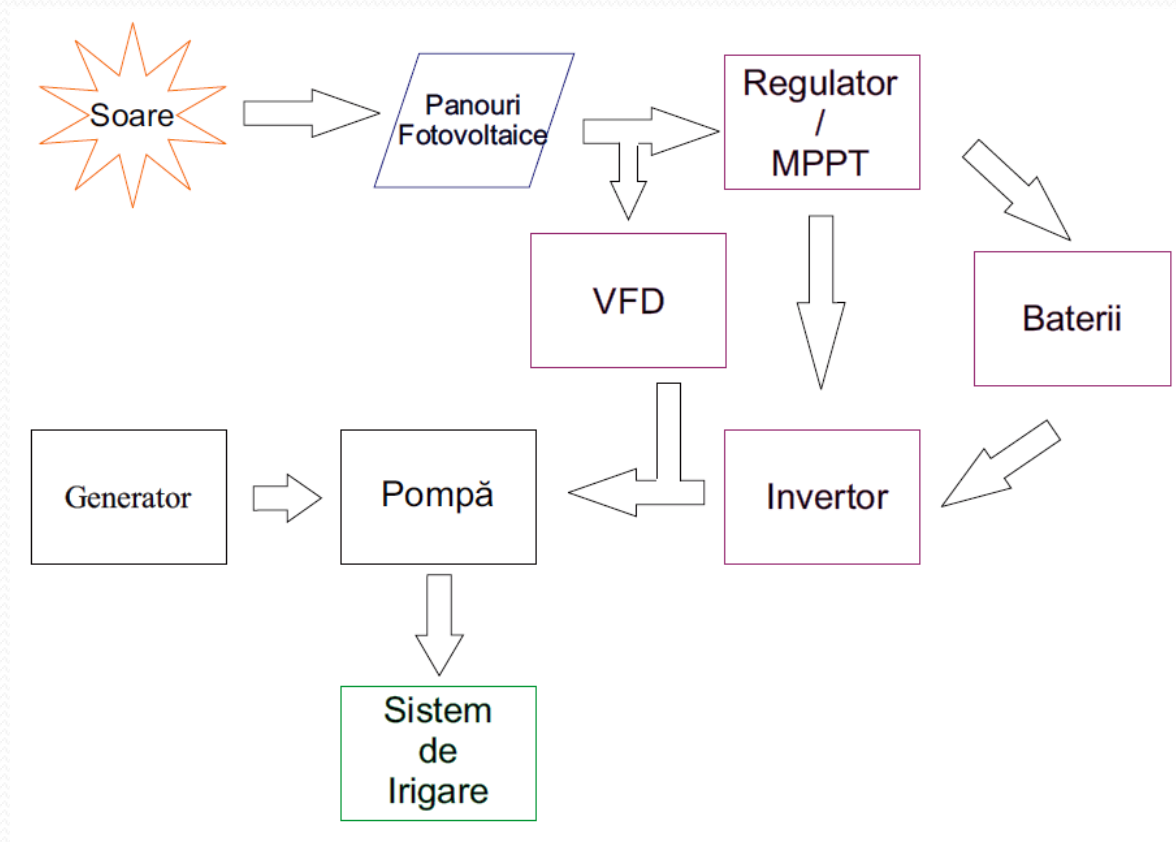 Soare
Panouri
Fotovoltaice
Regulator
/
MPPT
VFD
Baterii
Generator
Pompă
Invertor
Sistem
de
Irigare